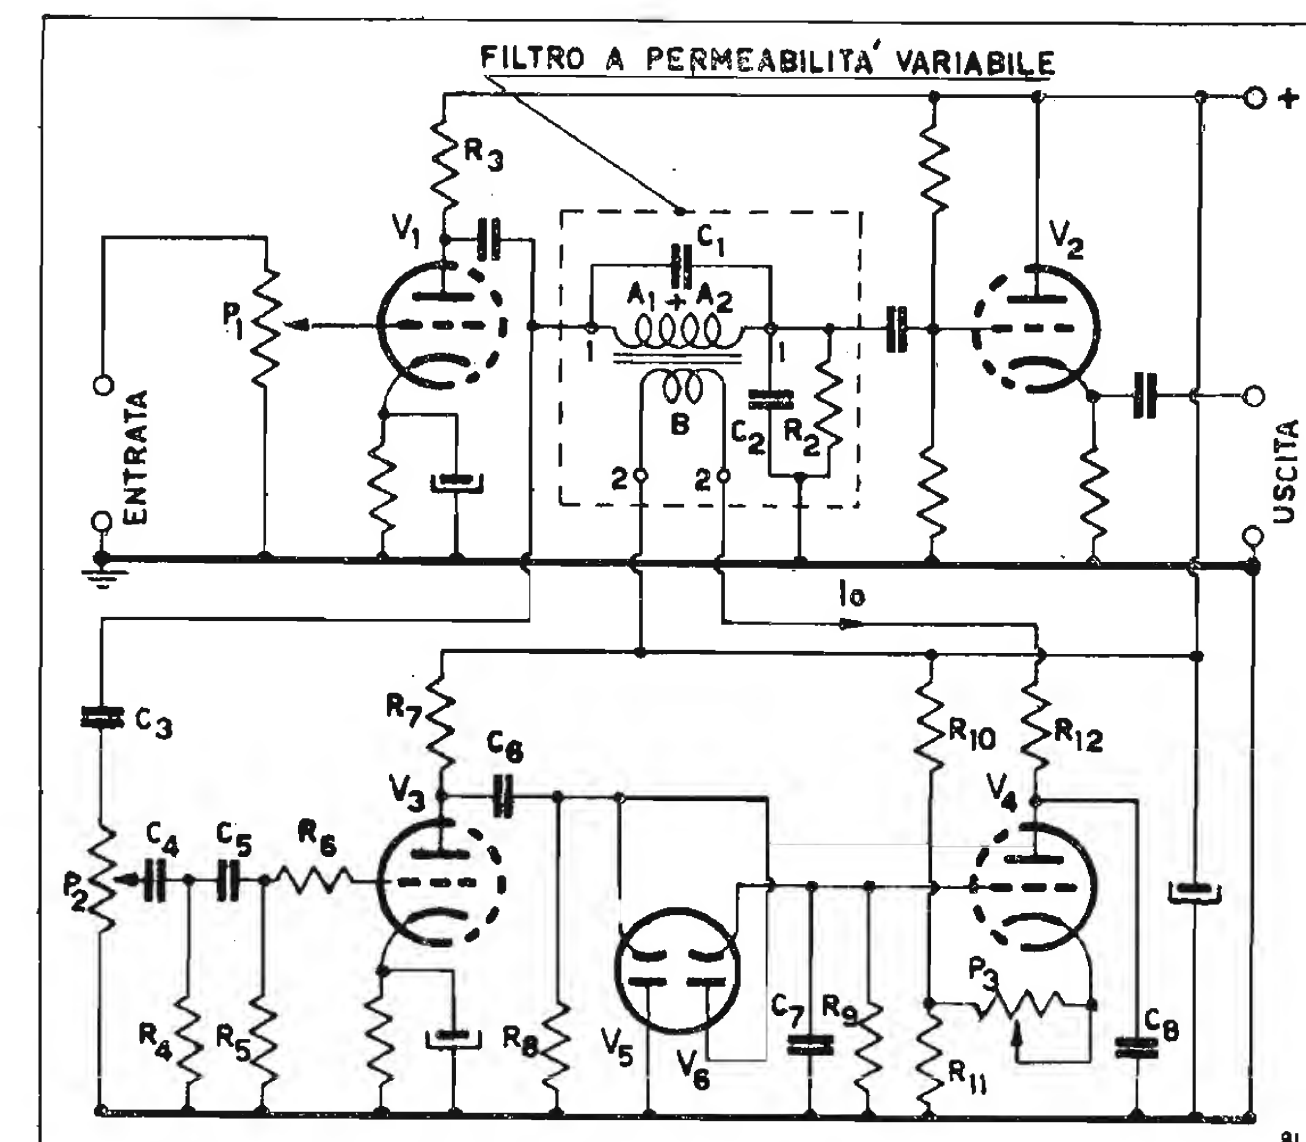 FILTRO A PERMEABILITA' VARIABILE
+
R3
V1
C1
V2
A1 + A2
P1
1
1
B
C2
R2
2
2
ENTRATA
USCITA
Io
R7
C6
R10
R12
C3
V3
V4
C4
C5
R6
P2
P3
C7
R9
C8
R4
R5
R8
V5
V6
R11